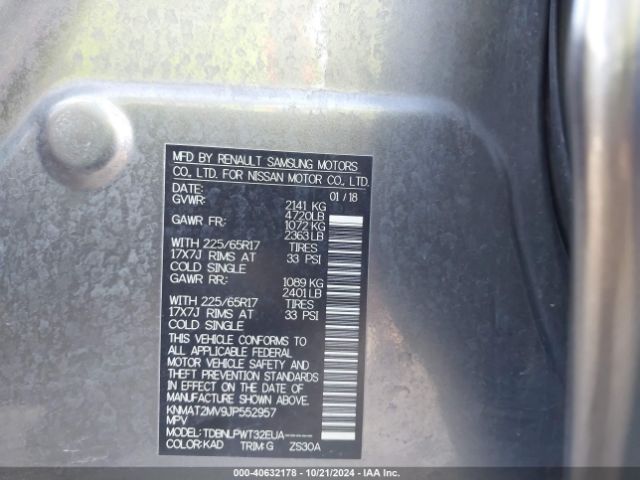 MFD BY RENAULT SAMSUNG MOTORS
CO., LTD. FOR NISSAN MOTOR CO., LTD.
DATE: 01 / 18
GVWR: 2141 KG
4720LB
GAWR FR: 1072 KG
2363 LB
WITH 225/65R17 TIRES
17X7J RIMS AT 33 PSI
COLD SINGLE
GAWR RR: 1089 KG
2401 LB
WITH 225/65R17 TIRES
17X7J RIMS AT 33 PSI
COLD SINGLE
THIS VEHICLE CONFORMS TO
ALL APPLICABLE FEDERAL
MOTOR VEHICLE SAFETY AND
THEFT PREVENTION STANDARDS
IN EFFECT ON THE DATE OF
MANUFACTURE SHOWN ABOVE.
KNMAT2MV9JP552957
MPV
MODEL: TDBNLPWT32EUA-----
COLOR: KAD TRIM: G ZS30A
000-40632178 - 10/21/2024 - IAA Inc.